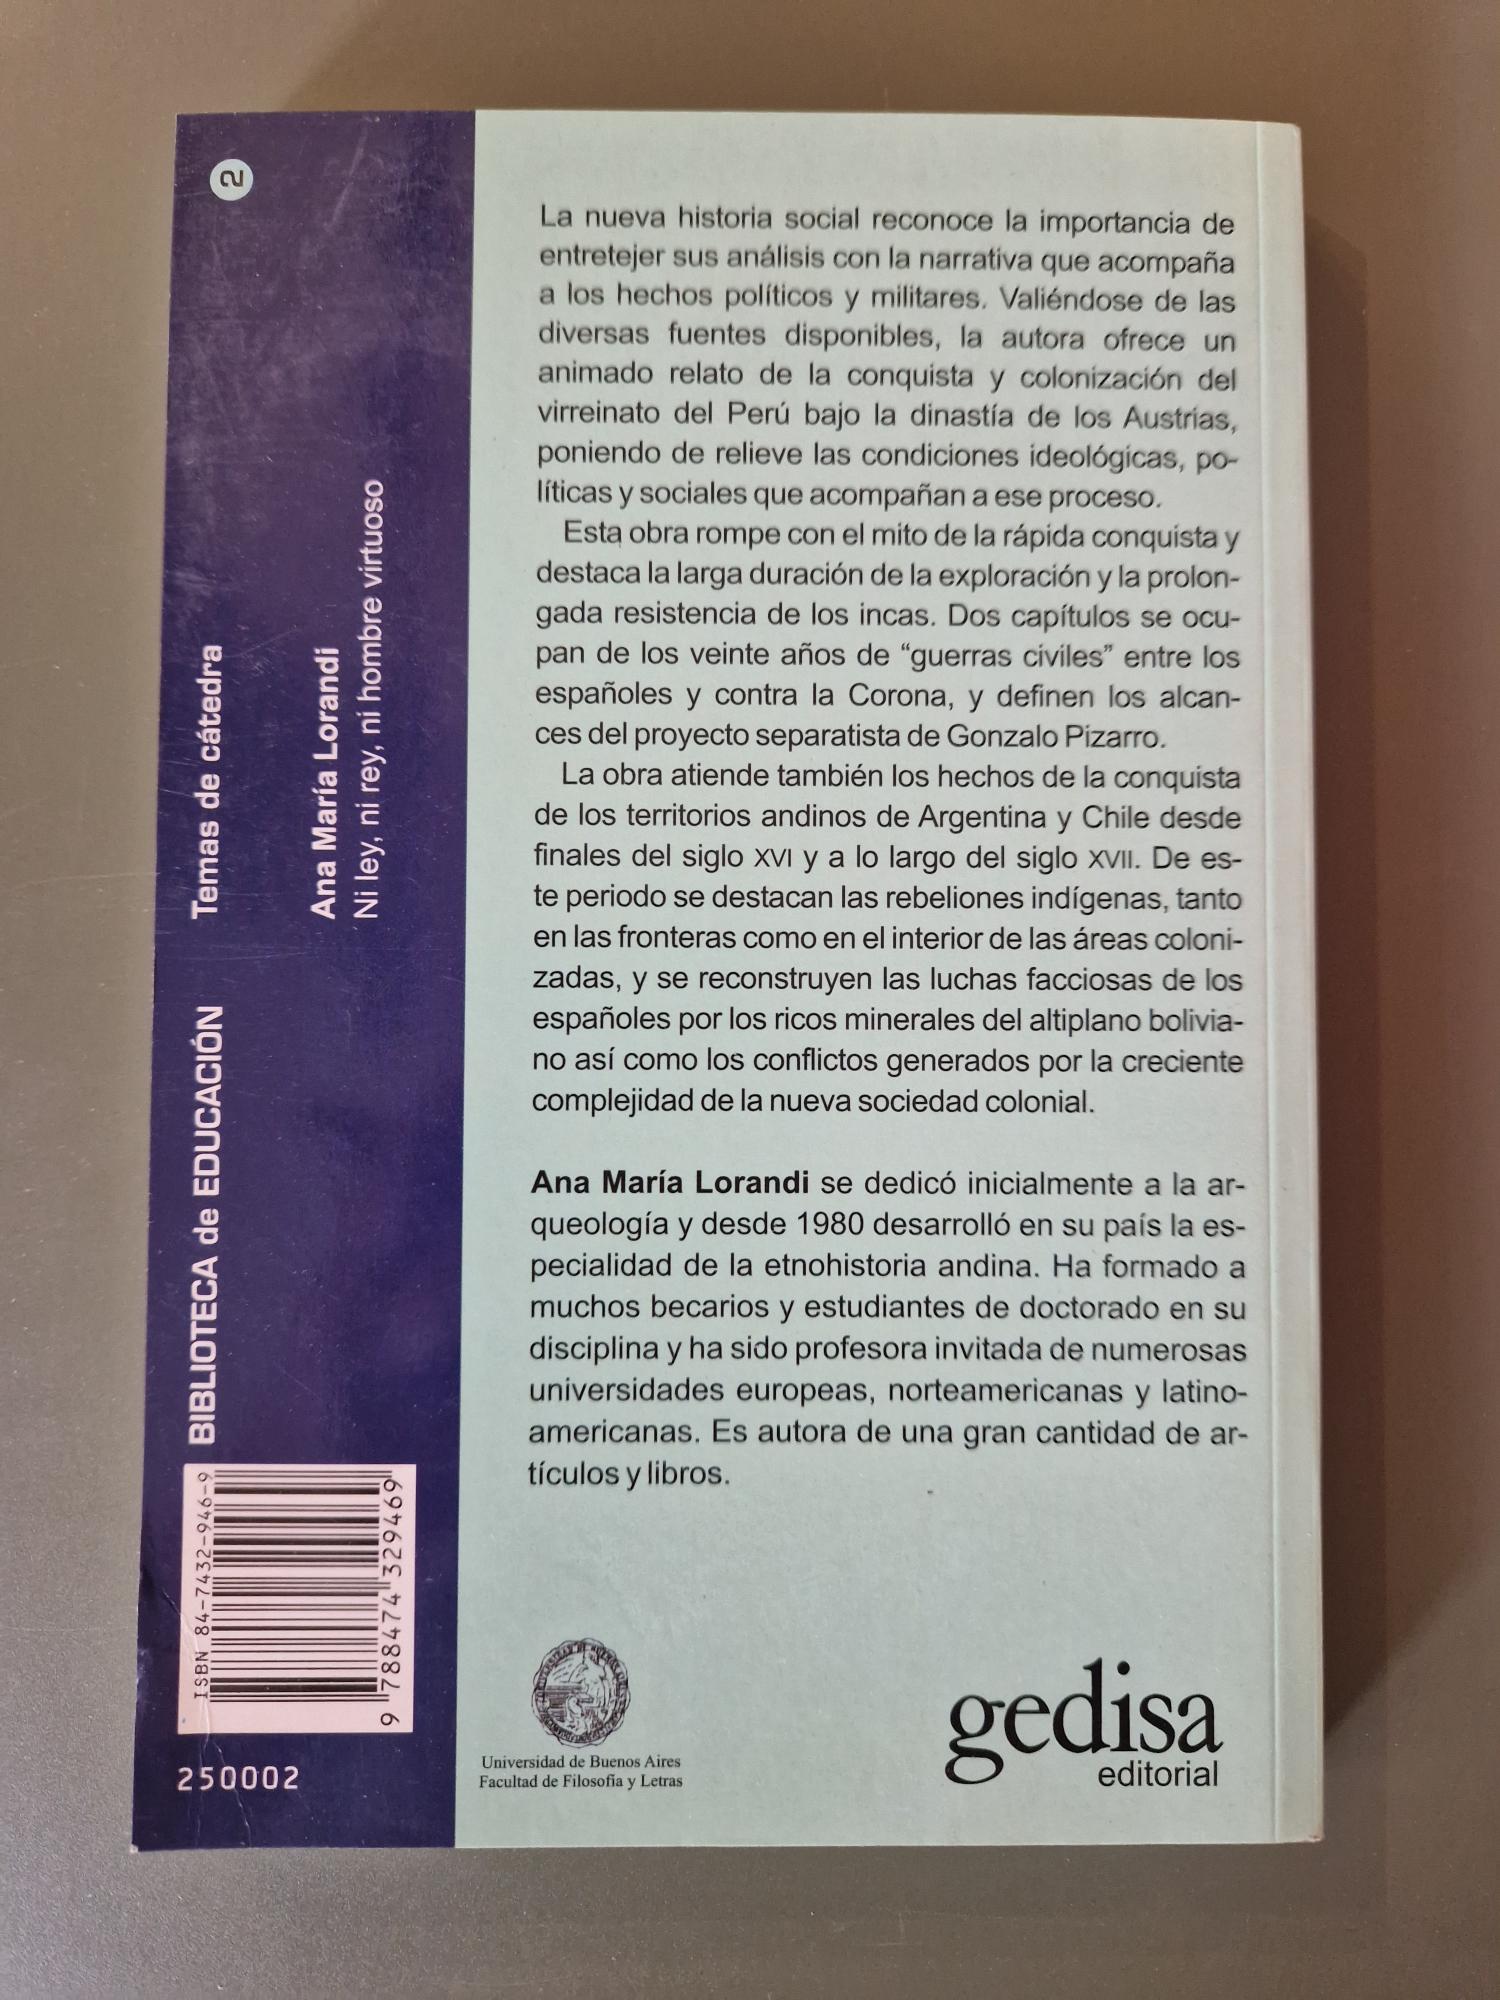 2
Temas de cátedra
BIBLIOTECA de EDUCACIÓN
Ana María Lorandi
Ni ley, ni rey, ni hombre virtuoso
La nueva historia social reconoce la importancia de
entretejer sus análisis con la narrativa que acompaña
a los hechos políticos y militares. Valiéndose de las
diversas fuentes disponibles, la autora ofrece un
animado relato de la conquista y colonización del
virreinato del Perú bajo la dinastía de los Austrias,
poniendo de relieve las condiciones ideológicas, po-
líticas y sociales que acompañan a ese proceso.
Esta obra rompe con el mito de la rápida conquista y
destaca la larga duración de la exploración y la prolon-
gada resistencia de los incas. Dos capítulos se ocu-
pan de los veinte años de “guerras civiles” entre los
españoles y contra la Corona, y definen los alcan-
ces del proyecto separatista de Gonzalo Pizarro.
La obra atiende también los hechos de la conquista
de los territorios andinos de Argentina y Chile desde
finales del siglo XVI y a lo largo del siglo XVII. De es-
te periodo se destacan las rebeliones indígenas, tanto
en las fronteras como en el interior de las áreas coloni-
zadas, y se reconstruyen las luchas facciosas de los
españoles por los ricos minerales del altiplano bolivia-
no así como los conflictos generados por la creciente
complejidad de la nueva sociedad colonial.
Ana María Lorandi se dedicó inicialmente a la ar-
queología y desde 1980 desarrolló en su país la es-
pecialidad de la etnohistoria andina. Ha formado a
muchos becarios y estudiantes de doctorado en su
disciplina y ha sido profesora invitada de numerosas
universidades europeas, norteamericanas y latino-
americanas. Es autora de una gran cantidad de ar-
tículos y libros.
ISBN 84-7432-946-9
9 788474 329469
250002
Universidad de Buenos Aires
Facultad de Filosofía y Letras
gedisa
editorial